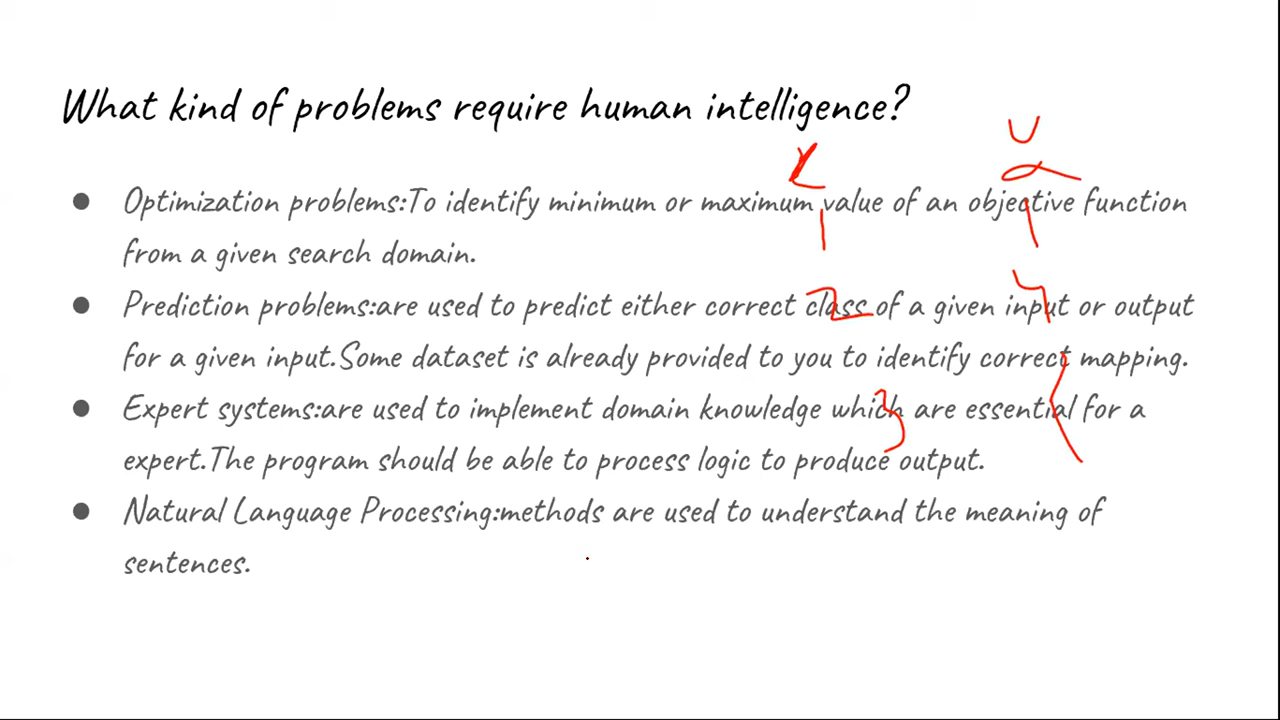 What kind of problems require human intelligence?
● Optimization problems:To identify minimum or maximum value of an objective function
from a given search domain.
● Prediction problems:are used to predict either correct class of a given input or output
for a given input.Some dataset is already provided to you to identify correct mapping.
● Expert systems:are used to implement domain knowledge which are essential for a
expert.The program should be able to process logic to produce output.
● Natural Language Processing:methods are used to understand the meaning of
sentences.
1
2
3
4